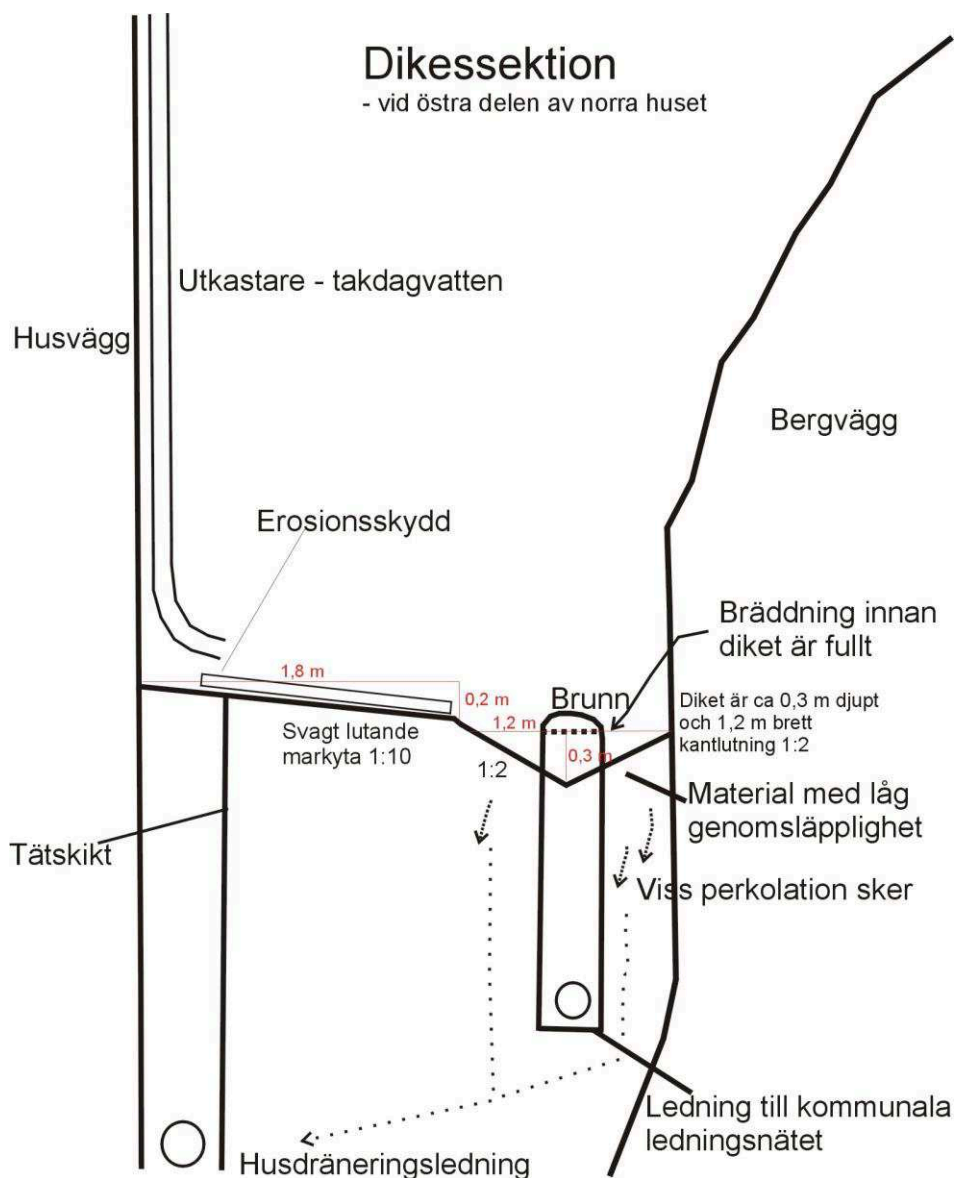 Dikessektion
- vid östra delen av norra huset
Utkastare - takdagvatten
Husvägg
Bergvägg
Erosionsskydd
Bräddning innan
diket är fullt
1,8 m
0,2 m
Brunn
1,2 m
Diket är ca 0,3 m djupt
och 1,2 m brett
kantlutning 1:2
Svagt lutande
markyta 1:10
0,3 m
1:2
Material med låg
genomsläpplighet
Tätskikt
Viss perkolation sker
Ledning till kommunala
ledningsnätet
Husdräneringsledning